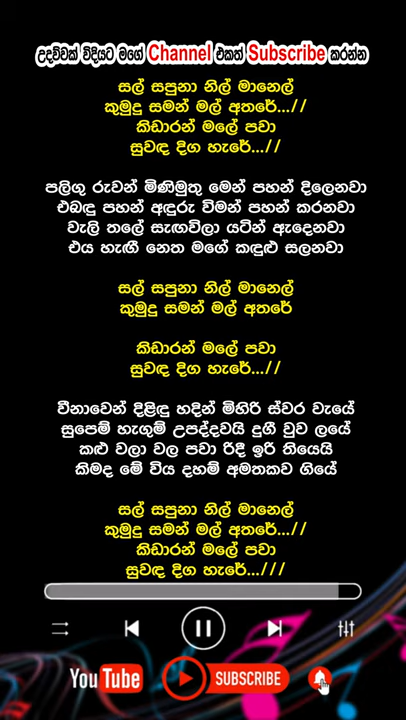 උදව්වක් විදියට මගේ Channel එකත් Subscribe කරන්න
සල් සපුනා නිල් මානෙල්
කුමුදු සමන් මල් අතරේ...//
කිඩාරන් මලේ පවා
සුවඳ දිග හැරේ...//
පලිගු රුවන් මිණිමුතු මෙන් පහන් දිලෙනවා
එබඳු පහන් අඳුරු විමන් පහන් කරනවා
වැලි තලේ සැඟවිලා යටින් ඇදෙනවා
එය හැඟී නෙත මගේ කඳුළු සලනවා
සල් සපුනා නිල් මානෙල්
කුමුදු සමන් මල් අතරේ
කිඩාරන් මලේ පවා
සුවඳ දිග හැරේ...//
වීනාවෙන් දිළිඳු හදින් මිහිරි ස්වර වැයේ
සුපෙම් හැගුම් උපද්දවයි දුගී වුව ලයේ
කළු වලා වල පවා රිදී ඉරි තියෙයි
කිමද මේ විය දහම් අමතකව ගියේ
සල් සපුනා නිල් මානෙල්
කුමුදු සමන් මල් අතරේ...//
කිඩාරන් මලේ පවා
සුවඳ දිග හැරේ...///
YouTube SUBSCRIBE